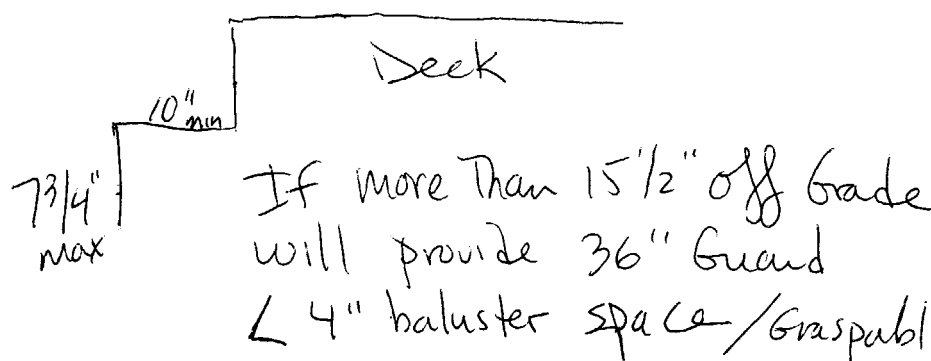 Deck
10" min
7 3/4" max
If more Than 15 1/2" off Grade
will provide 36" Guard
< 4" baluster space/Graspabl